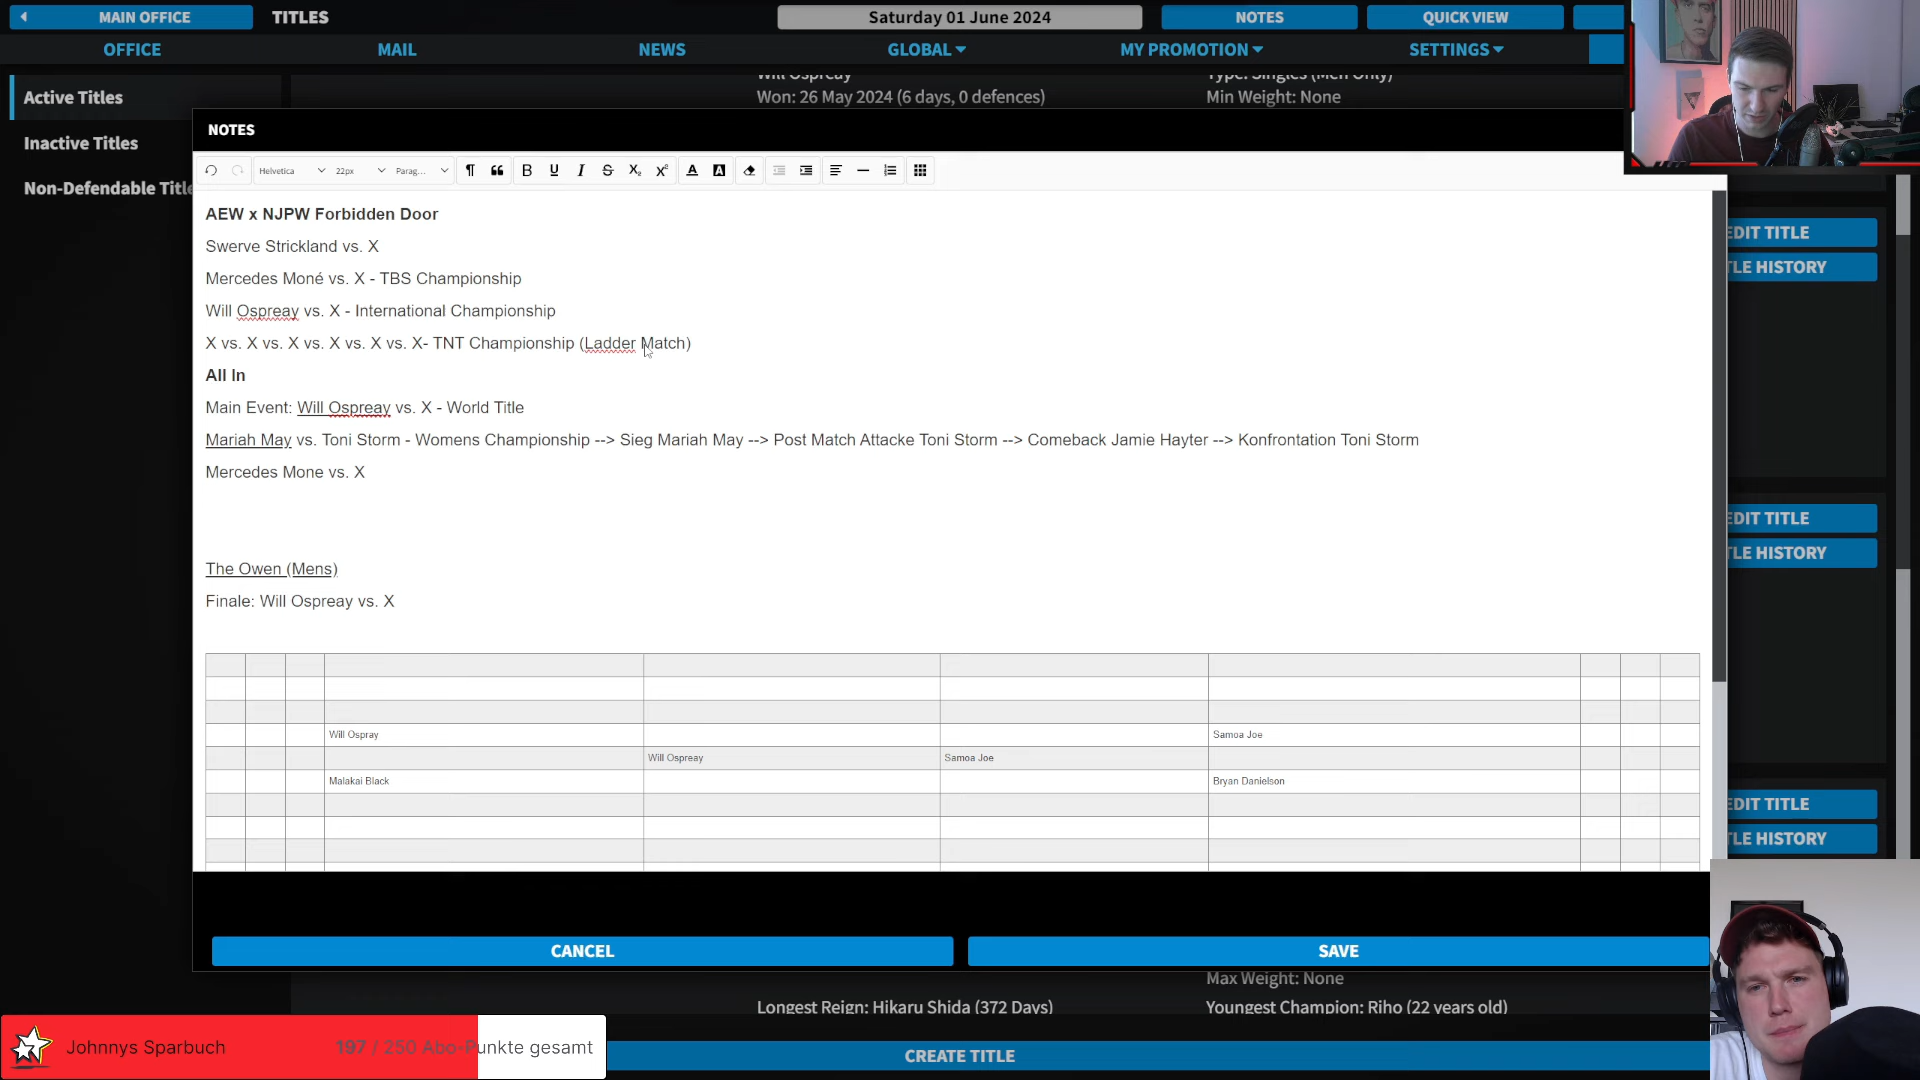 MAIN OFFICE
TITLES
Saturday 01 June 2024
NOTES
QUICK VIEW
OFFICE
MAIL
NEWS
GLOBAL
MY PROMOTION
SETTINGS
Active Titles
Inactive Titles
Non-Defendable Title
Will Ospreay
Won: 26 May 2024 (6 days, 0 defences)
Type: Singles (Men Only)
Min Weight: None
NOTES
Helvetica
22px
Parag...
AEW x NJPW Forbidden Door
Swerve Strickland vs. X
Mercedes Moné vs. X - TBS Championship
Will Ospreay vs. X - International Championship
X vs. X vs. X vs. X vs. X vs. X- TNT Championship (Ladder Match)
All In
Main Event: Will Ospreay vs. X - World Title
Mariah May vs. Toni Storm - Womens Championship --> Sieg Mariah May --> Post Match Attacke Toni Storm --> Comeback Jamie Hayter --> Konfrontation Toni Storm
Mercedes Mone vs. X
The Owen (Mens)
Finale: Will Ospreay vs. X
Will Ospray
Samoa Joe
Will Ospreay
Samoa Joe
Malakai Black
Bryan Danielson
EDIT TITLE
TLE HISTORY
EDIT TITLE
TLE HISTORY
EDIT TITLE
TLE HISTORY
CANCEL
SAVE
Max Weight: None
Longest Reign: Hikaru Shida (372 Days)
Youngest Champion: Riho (22 years old)
CREATE TITLE
Johnnys Sparbuch
197 / 250 Abo-Punkte gesamt